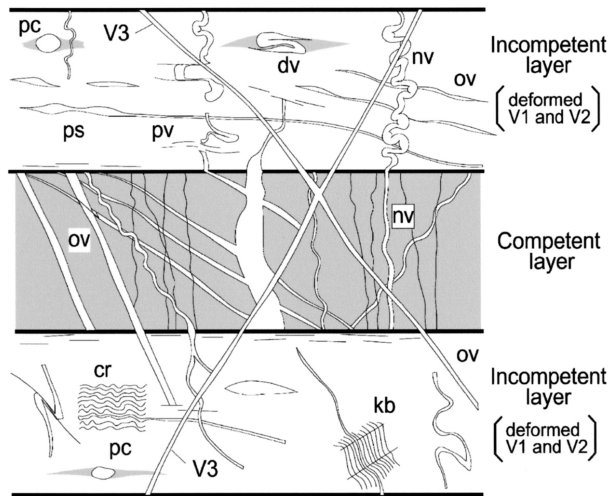 pc
V3
dv
nv
ov
ps
pv
Incompetent
layer
(deformed
V1 and V2)
ov
nv
Competent
layer
cr
pc
V3
kb
ov
Incompetent
layer
(deformed
V1 and V2)